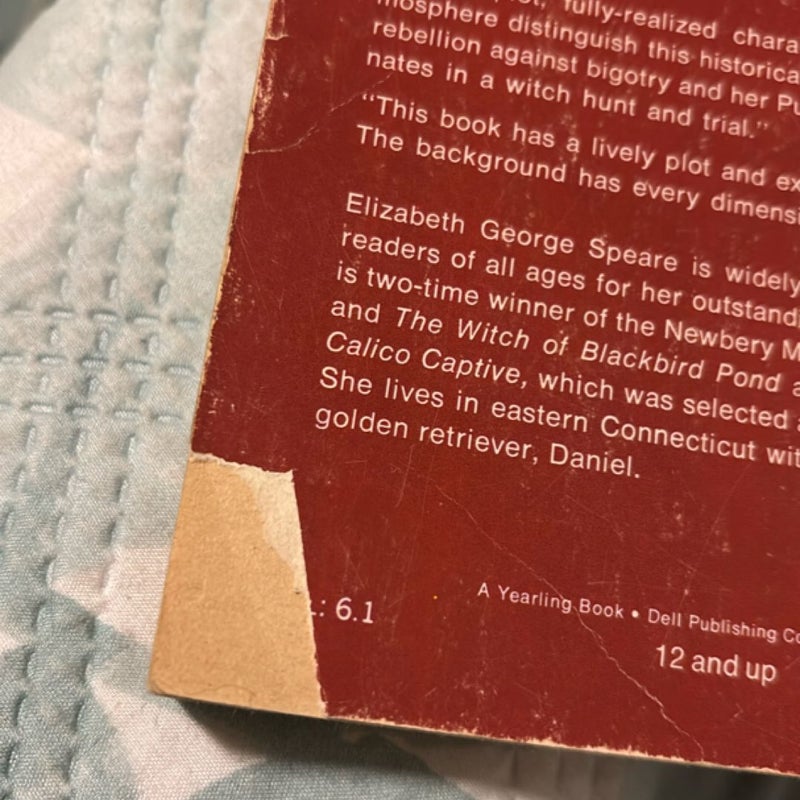 fully-realized chara
mosphere distinguish this historica
rebellion against bigotry and her Pu
nates in a witch hunt and trial."
"This book has a lively plot and ex
The background has every dimensi
Elizabeth George Speare is widely
readers of all ages for her outstandi
is two-time winner of the Newbery M
and The Witch of Blackbird Pond a
Calico Captive, which was selected a
She lives in eastern Connecticut wit
golden retriever, Daniel.
.: 6.1
A Yearling Book • Dell Publishing Co
12 and up